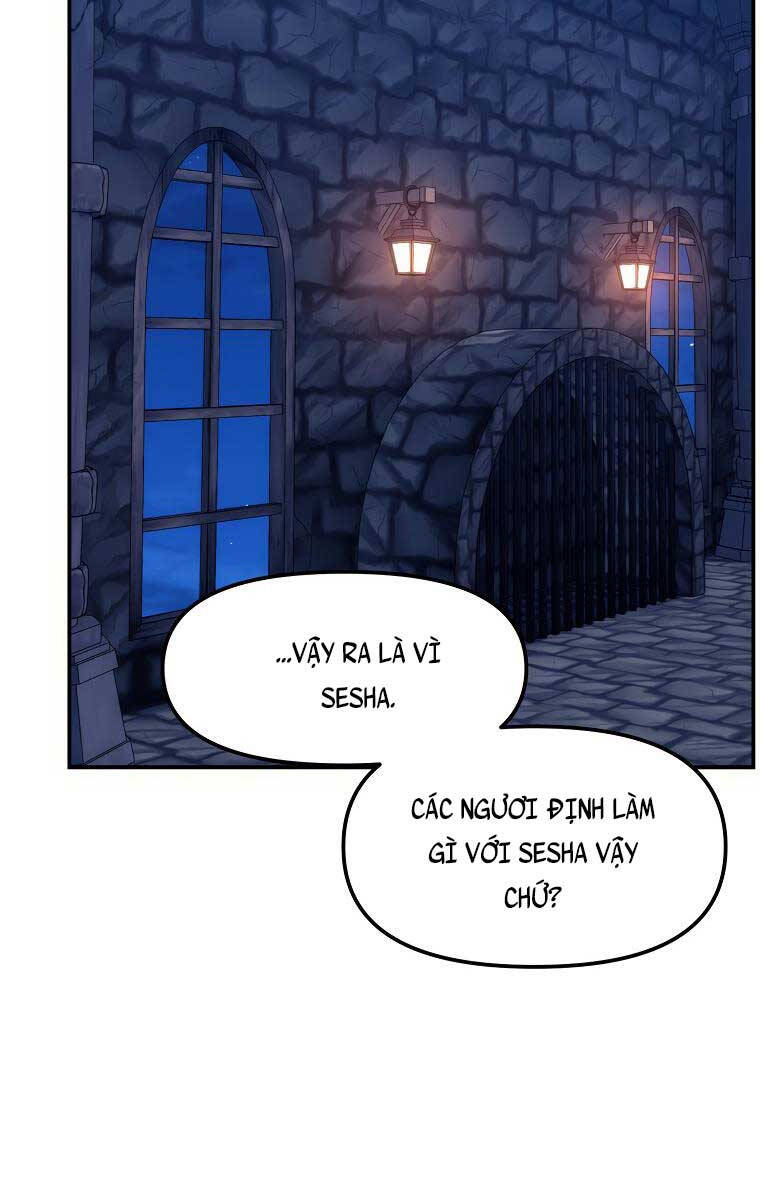 ...VẬY RA LÀ VÌ
SESHA.
CÁC NGƯƠI ĐỊNH LÀM
GÌ VỚI SESHA VẬY
CHỨ?